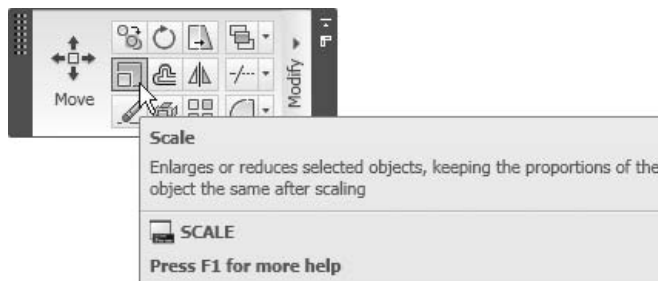 Move
Modify
Scale
Enlarges or reduces selected objects, keeping the proportions of the
object the same after scaling
SCALE
Press F1 for more help